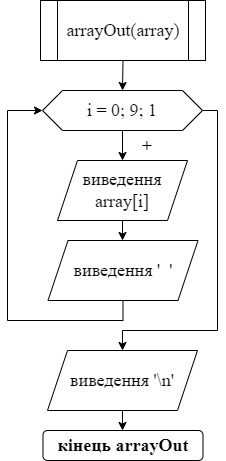 arrayOut(array)
i = 0; 9; 1
+
виведення
array[i]
виведення ' '
виведення '\n'
кінець arrayOut